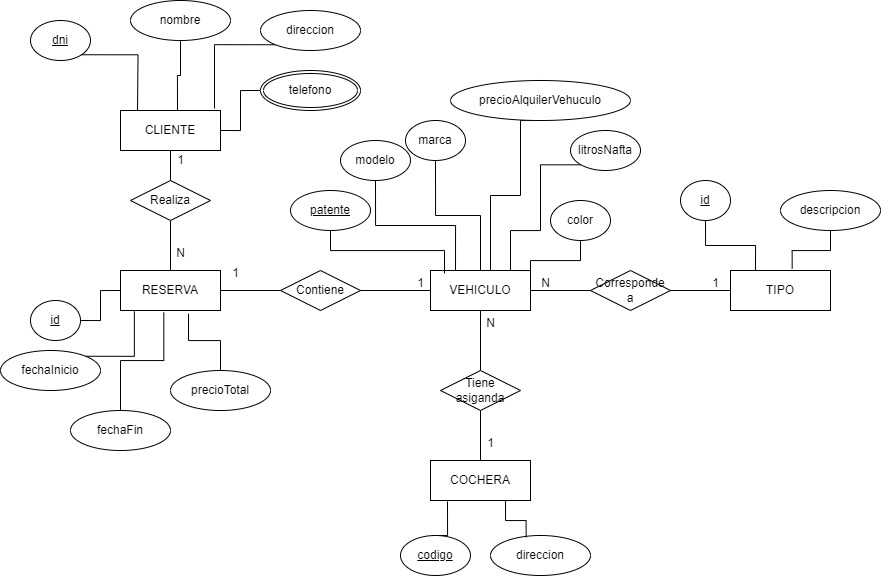 nombre
direccion
dni
telefono
precioAlquilerVehuculo
CLIENTE
marca
litrosNafta
1
modelo
Realiza
patente
id
descripcion
color
N
1
Contiene
1
N
Corresponde
a
1
RESERVA
VEHICULO
TIPO
id
N
fechaInicio
precioTotal
Tiene
asiganda
fechaFin
1
COCHERA
codigo
direccion